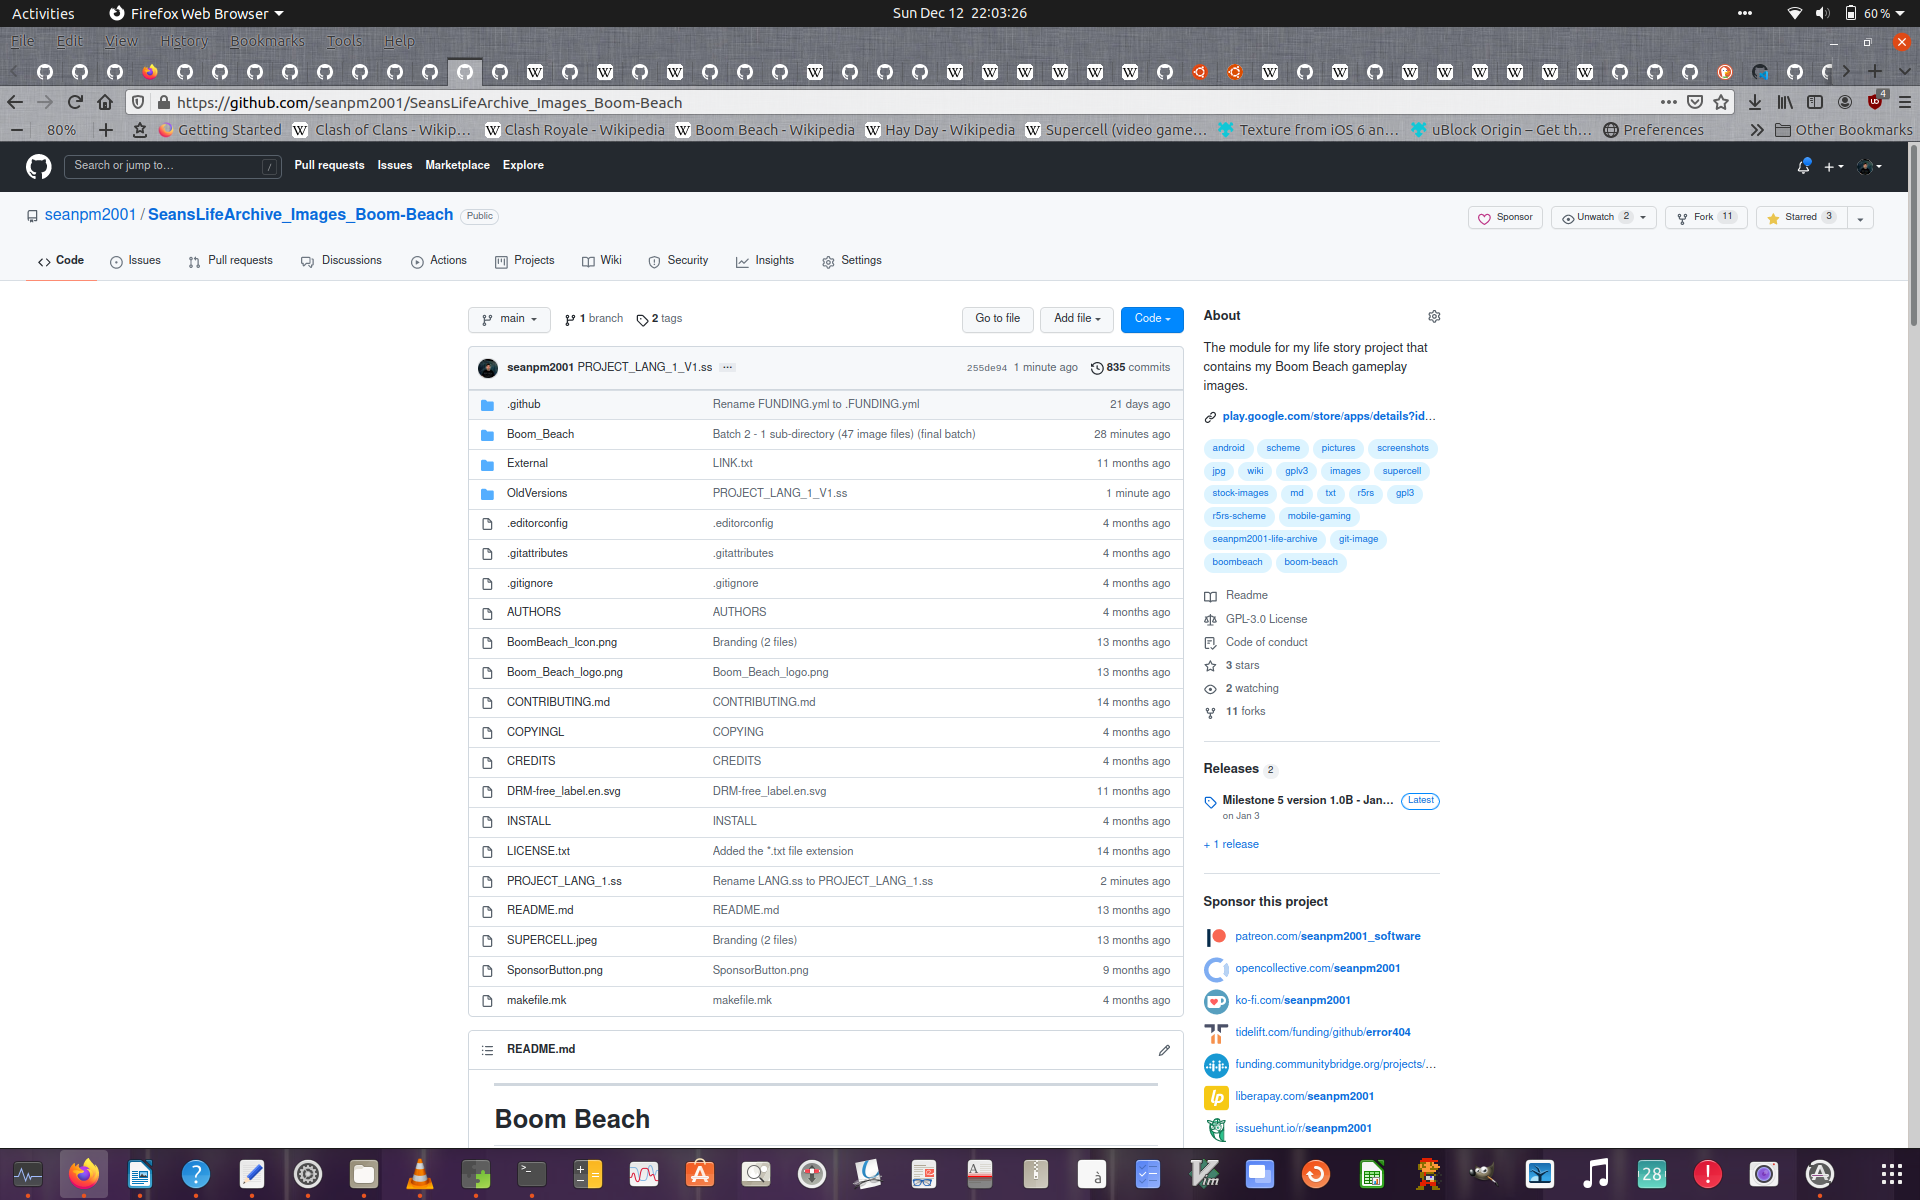 Activities Firefox Web Browser Sun Dec 12 22:03:26 60 %
File Edit View History Bookmarks Tools Help
https://github.com/seanpm2001/SeansLifeArchive_Images_Boom-Beach 4
80% Getting Started Clash of Clans - Wikip… Clash Royale - Wikipedia Boom Beach - Wikipedia Hay Day - Wikipedia Supercell (video game… Texture from iOS 6 an… uBlock Origin – Get th… Preferences Other Bookmarks
Search or jump to… / Pull requests Issues Marketplace Explore
seanpm2001 / SeansLifeArchive_Images_Boom-Beach Public Sponsor Unwatch 2 Fork 11 Starred 3
Code Issues Pull requests Discussions Actions Projects Wiki Security Insights Settings
main 1 branch 2 tags Go to file Add file Code
seanpm2001 PROJECT_LANG_1_V1.ss 255de94 1 minute ago 835 commits
.github Rename FUNDING.yml to .FUNDING.yml 21 days ago
Boom_Beach Batch 2 - 1 sub-directory (47 image files) (final batch) 28 minutes ago
External LINK.txt 11 months ago
OldVersions PROJECT_LANG_1_V1.ss 1 minute ago
.editorconfig .editorconfig 4 months ago
.gitattributes .gitattributes 4 months ago
.gitignore .gitignore 4 months ago
AUTHORS AUTHORS 4 months ago
BoomBeach_Icon.png Branding (2 files) 13 months ago
Boom_Beach_logo.png Boom_Beach_logo.png 13 months ago
CONTRIBUTING.md CONTRIBUTING.md 14 months ago
COPYINGL COPYING 4 months ago
CREDITS CREDITS 4 months ago
DRM-free_label.en.svg DRM-free_label.en.svg 11 months ago
INSTALL INSTALL 4 months ago
LICENSE.txt Added the *.txt file extension 14 months ago
PROJECT_LANG_1.ss Rename LANG.ss to PROJECT_LANG_1.ss 2 minutes ago
README.md README.md 13 months ago
SUPERCELL.jpeg Branding (2 files) 13 months ago
SponsorButton.png SponsorButton.png 9 months ago
makefile.mk makefile.mk 4 months ago
README.md
Boom Beach
About
The module for my life story project that
contains my Boom Beach gameplay
images.
play.google.com/store/apps/details?id…
android scheme pictures screenshots
jpg wiki gplv3 images supercell
stock-images md txt r5rs gpl3
r5rs-scheme mobile-gaming
seanpm2001-life-archive git-image
boombeach boom-beach
Readme
GPL-3.0 License
Code of conduct
3 stars
2 watching
11 forks
Releases 2
Milestone 5 version 1.0B - Jan… Latest
on Jan 3
+ 1 release
Sponsor this project
patreon.com/seanpm2001_software
opencollective.com/seanpm2001
ko-fi.com/seanpm2001
tidelift.com/funding/github/error404
funding.communitybridge.org/projects/…
liberapay.com/seanpm2001
issuehunt.io/r/seanpm2001
28